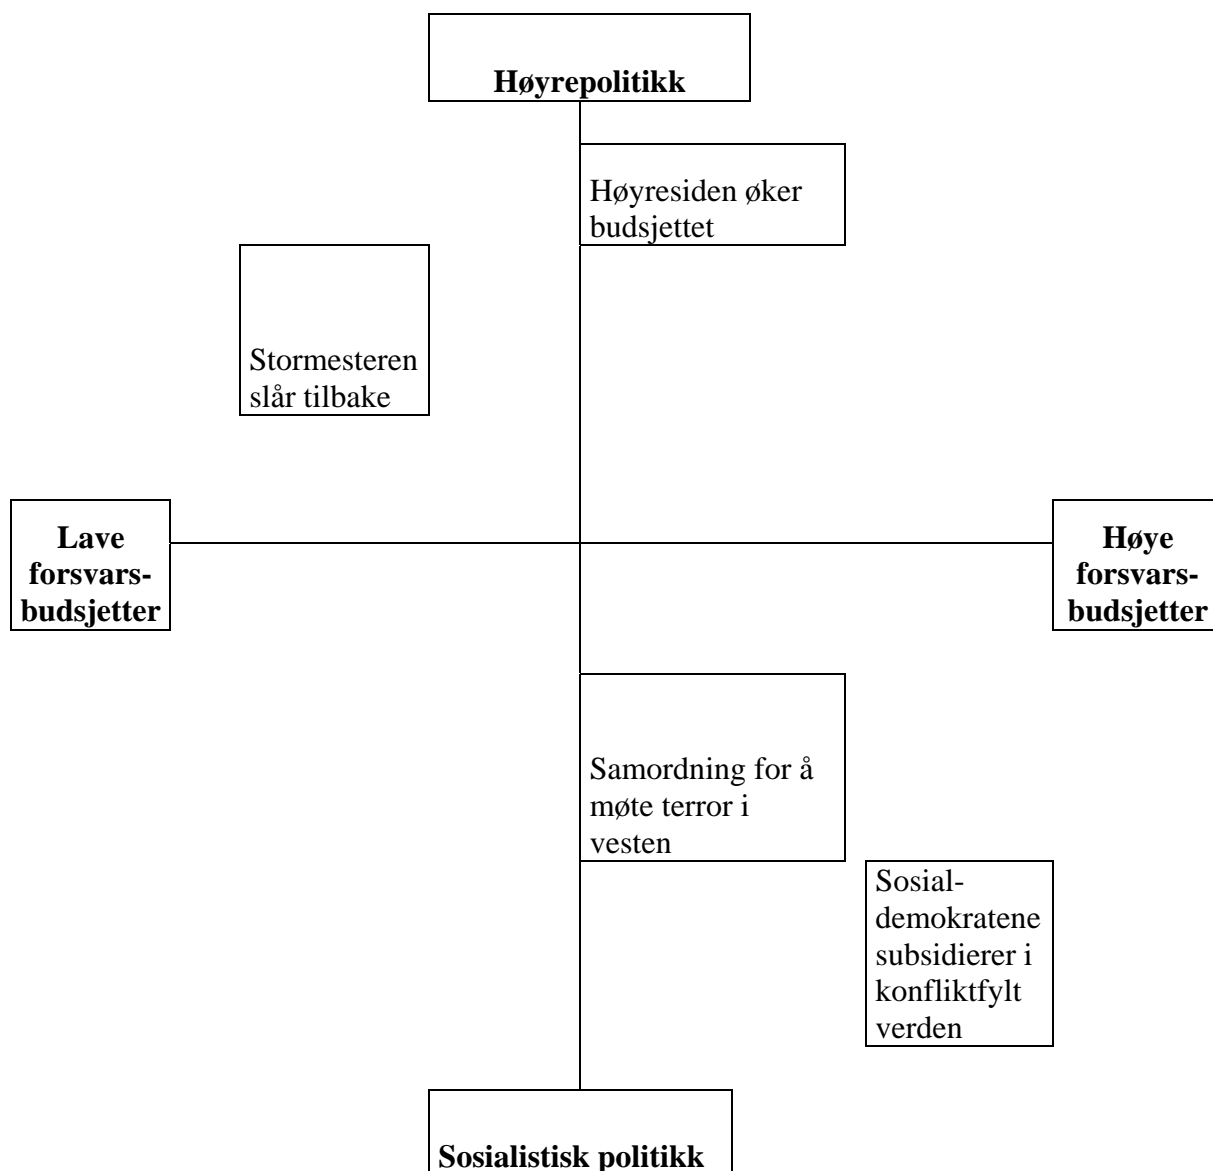 Høyrepolitikk
Høyresiden øker
budsjettet
Stormesteren
slår tilbake
Lave
forsvars-
budsjetter
Høye
forsvars-
budsjetter
Samordning for å
møte terror i
vesten
Sosial-
demokratene
subsidierer i
konfliktfylt
verden
Sosialistisk politikk